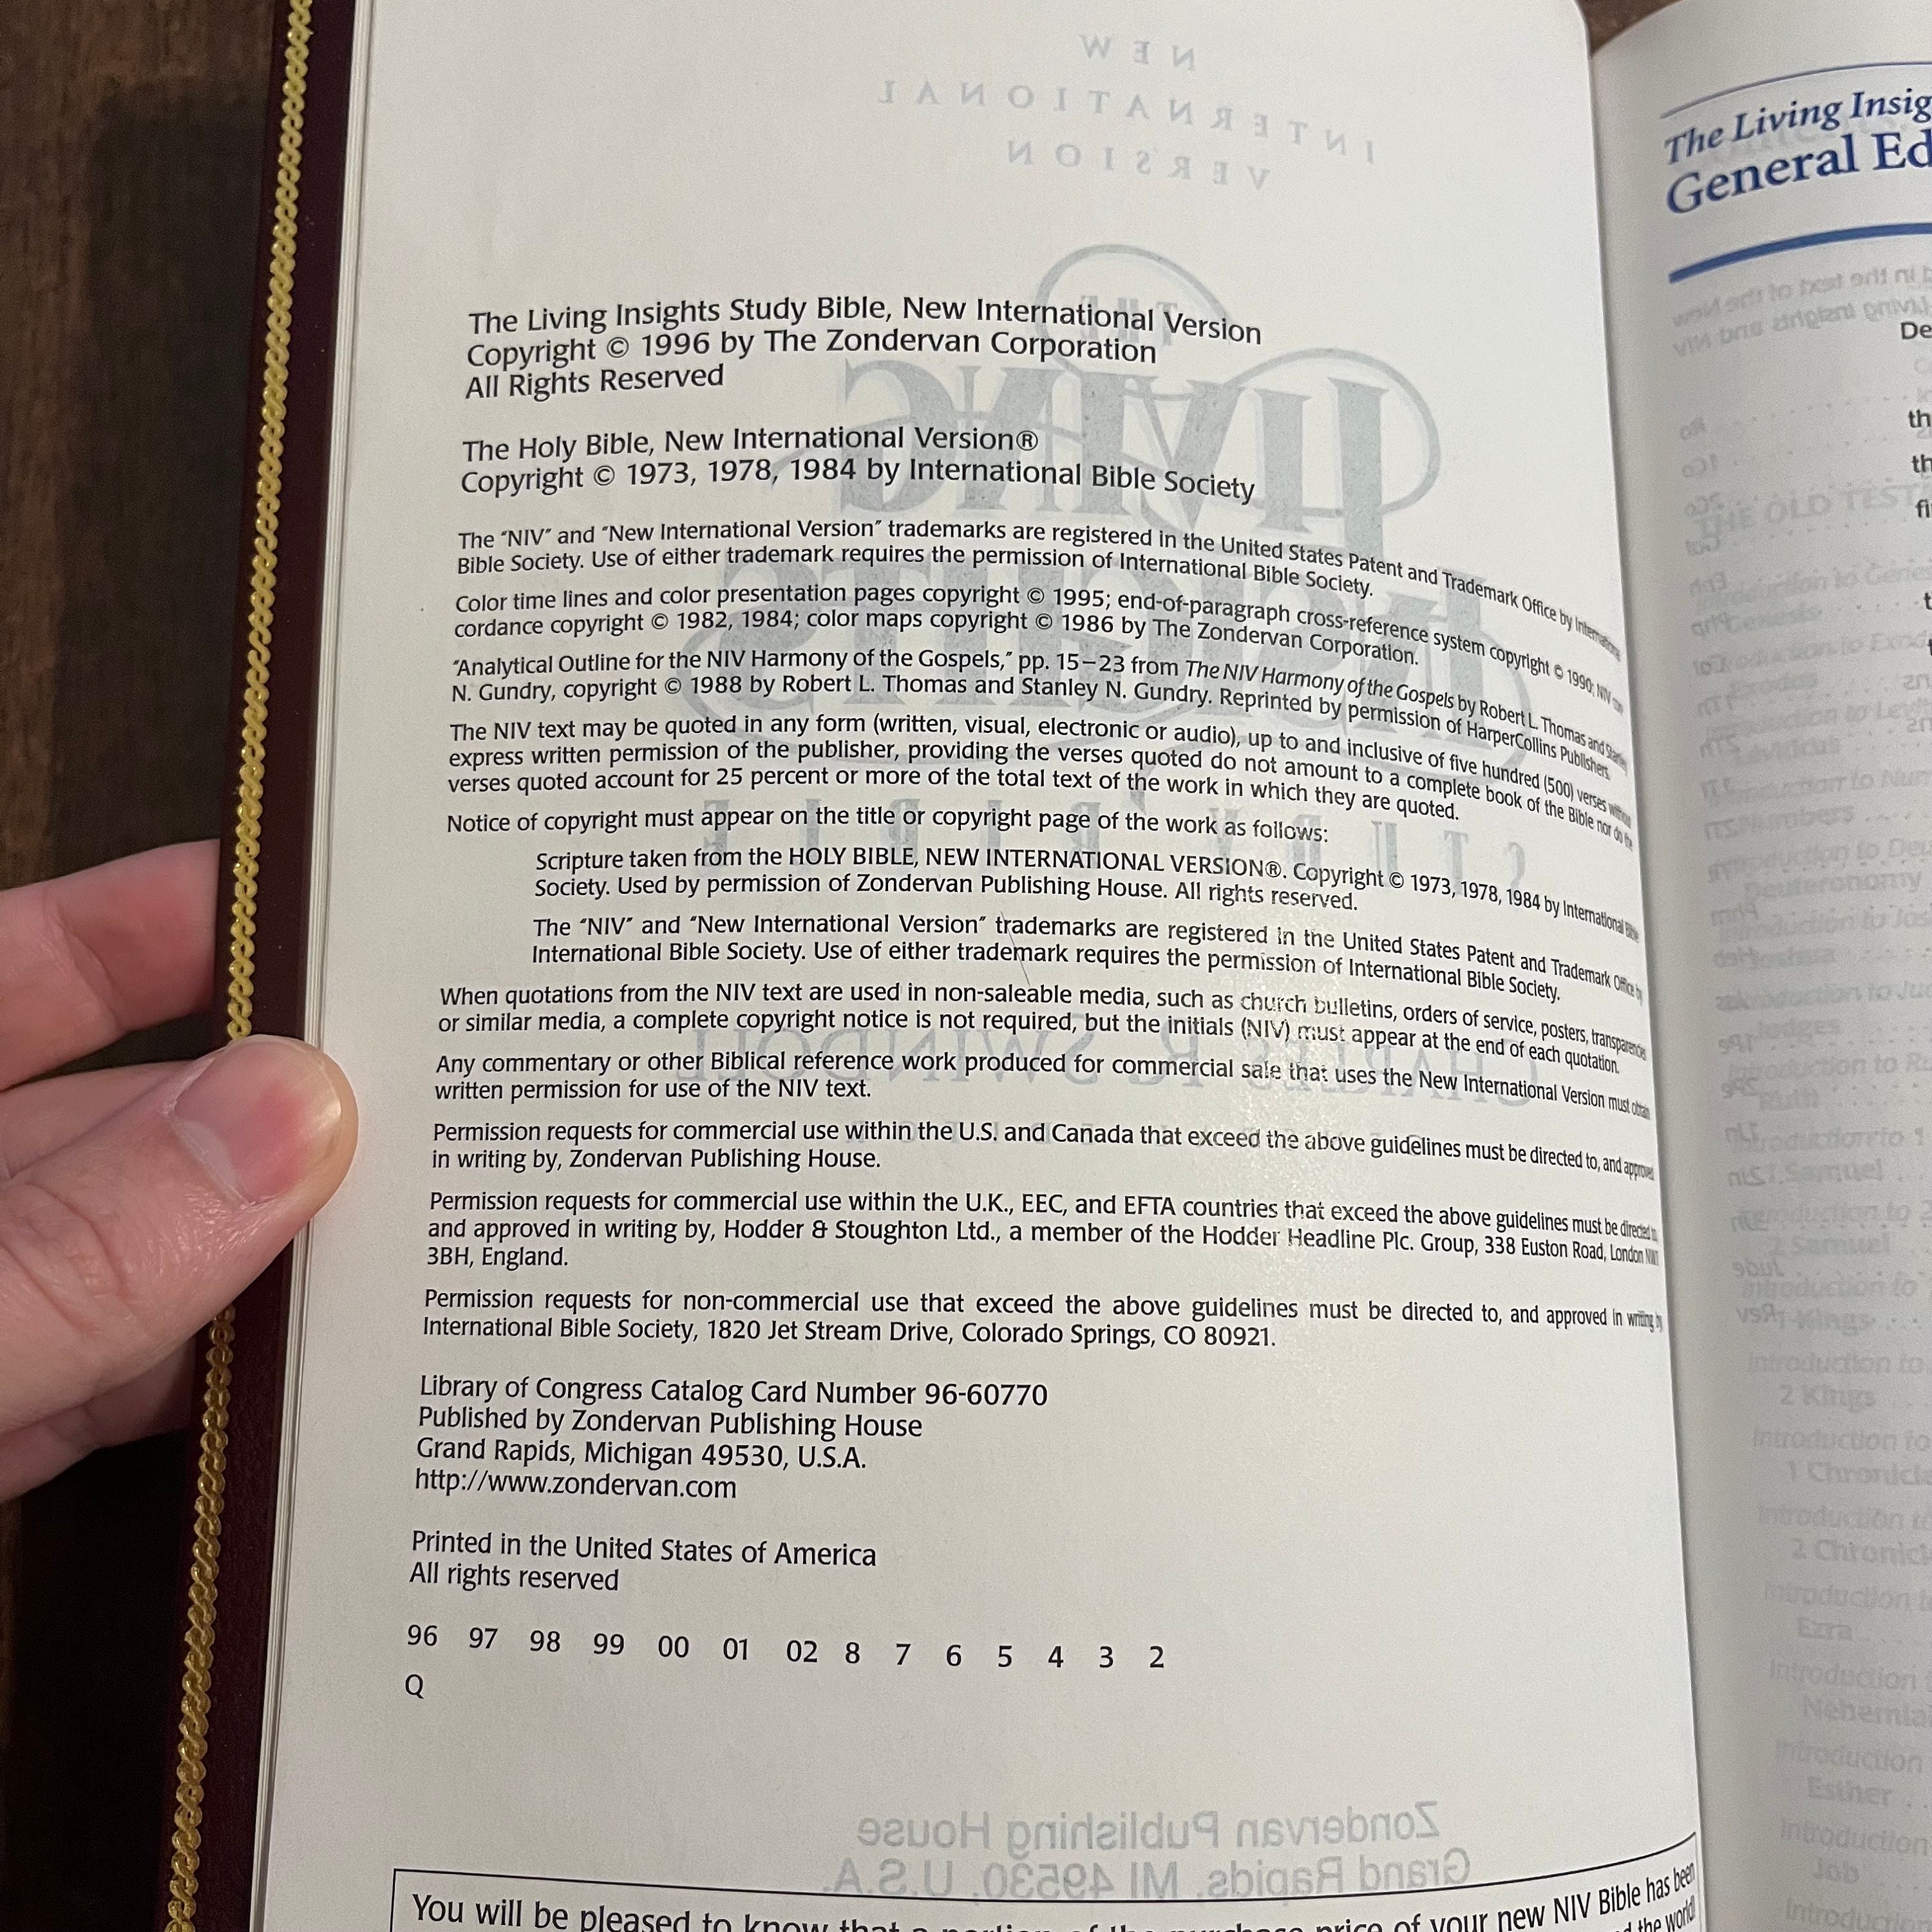 The Living Insights Study Bible, New International Version
Copyright © 1996 by The Zondervan Corporation
All Rights Reserved
The Holy Bible, New International Version®
Copyright © 1973, 1978, 1984 by International Bible Society
The “NIV” and “New International Version” trademarks are registered in the United States Patent and Trademark Office by International
Bible Society. Use of either trademark requires the permission of International Bible Society.
Color time lines and color presentation pages copyright © 1995; end-of-paragraph cross-reference system copyright © 1990; NIV con-
cordance copyright © 1982, 1984; color maps copyright © 1986 by The Zondervan Corporation.
“Analytical Outline for the NIV Harmony of the Gospels,” pp. 15–23 from The NIV Harmony of the Gospels by Robert L. Thomas and Stanley
N. Gundry, copyright © 1988 by Robert L. Thomas and Stanley N. Gundry. Reprinted by permission of HarperCollins Publishers.
The NIV text may be quoted in any form (written, visual, electronic or audio), up to and inclusive of five hundred (500) verses without
express written permission of the publisher, providing the verses quoted do not amount to a complete book of the Bible nor do the
verses quoted account for 25 percent or more of the total text of the work in which they are quoted.
Notice of copyright must appear on the title or copyright page of the work as follows:
Scripture taken from the HOLY BIBLE, NEW INTERNATIONAL VERSION®. Copyright © 1973, 1978, 1984 by International Bible
Society. Used by permission of Zondervan Publishing House. All rights reserved.
The “NIV” and “New International Version” trademarks are registered in the United States Patent and Trademark Office by
International Bible Society. Use of either trademark requires the permission of International Bible Society.
When quotations from the NIV text are used in non-saleable media, such as church bulletins, orders of service, posters, transparencies
or similar media, a complete copyright notice is not required, but the initials (NIV) must appear at the end of each quotation.
Any commentary or other Biblical reference work produced for commercial sale that uses the New International Version must obtain
written permission for use of the NIV text.
Permission requests for commercial use within the U.S. and Canada that exceed the above guidelines must be directed to, and approved
in writing by, Zondervan Publishing House.
Permission requests for commercial use within the U.K., EEC, and EFTA countries that exceed the above guidelines must be directed to,
and approved in writing by, Hodder & Stoughton Ltd., a member of the Hodder Headline Plc. Group, 338 Euston Road, London NW1
3BH, England.
Permission requests for non-commercial use that exceed the above guidelines must be directed to, and approved in writing by
International Bible Society, 1820 Jet Stream Drive, Colorado Springs, CO 80921.
Library of Congress Catalog Card Number 96-60770
Published by Zondervan Publishing House
Grand Rapids, Michigan 49530, U.S.A.
http://www.zondervan.com
Printed in the United States of America
All rights reserved
96 97 98 99 00 01 02 8 7 6 5 4 3 2
Q
You will be pleased to know that a portion of the purchase price of your new NIV Bible has been
the world
The Living Insig
General Ed
De
th
th
fi